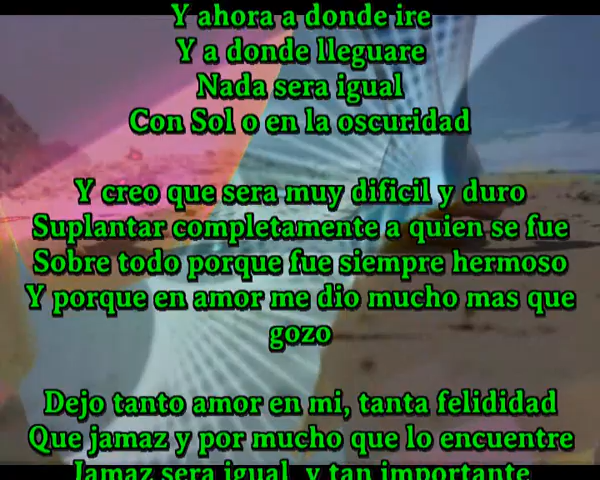 Y ahora a donde ire
Y a donde lleguare
Nada sera igual
Con Sol o en la oscuridad
Y creo que sera muy dificil y duro
Suplantar completamente a quien se fue
Sobre todo porque fue siempre hermoso
Y porque en amor me dio mucho mas que
gozo
Dejo tanto amor en mi, tanta felididad
Que jamaz y por mucho que lo encuentre
Jamaz sera igual y tan importante